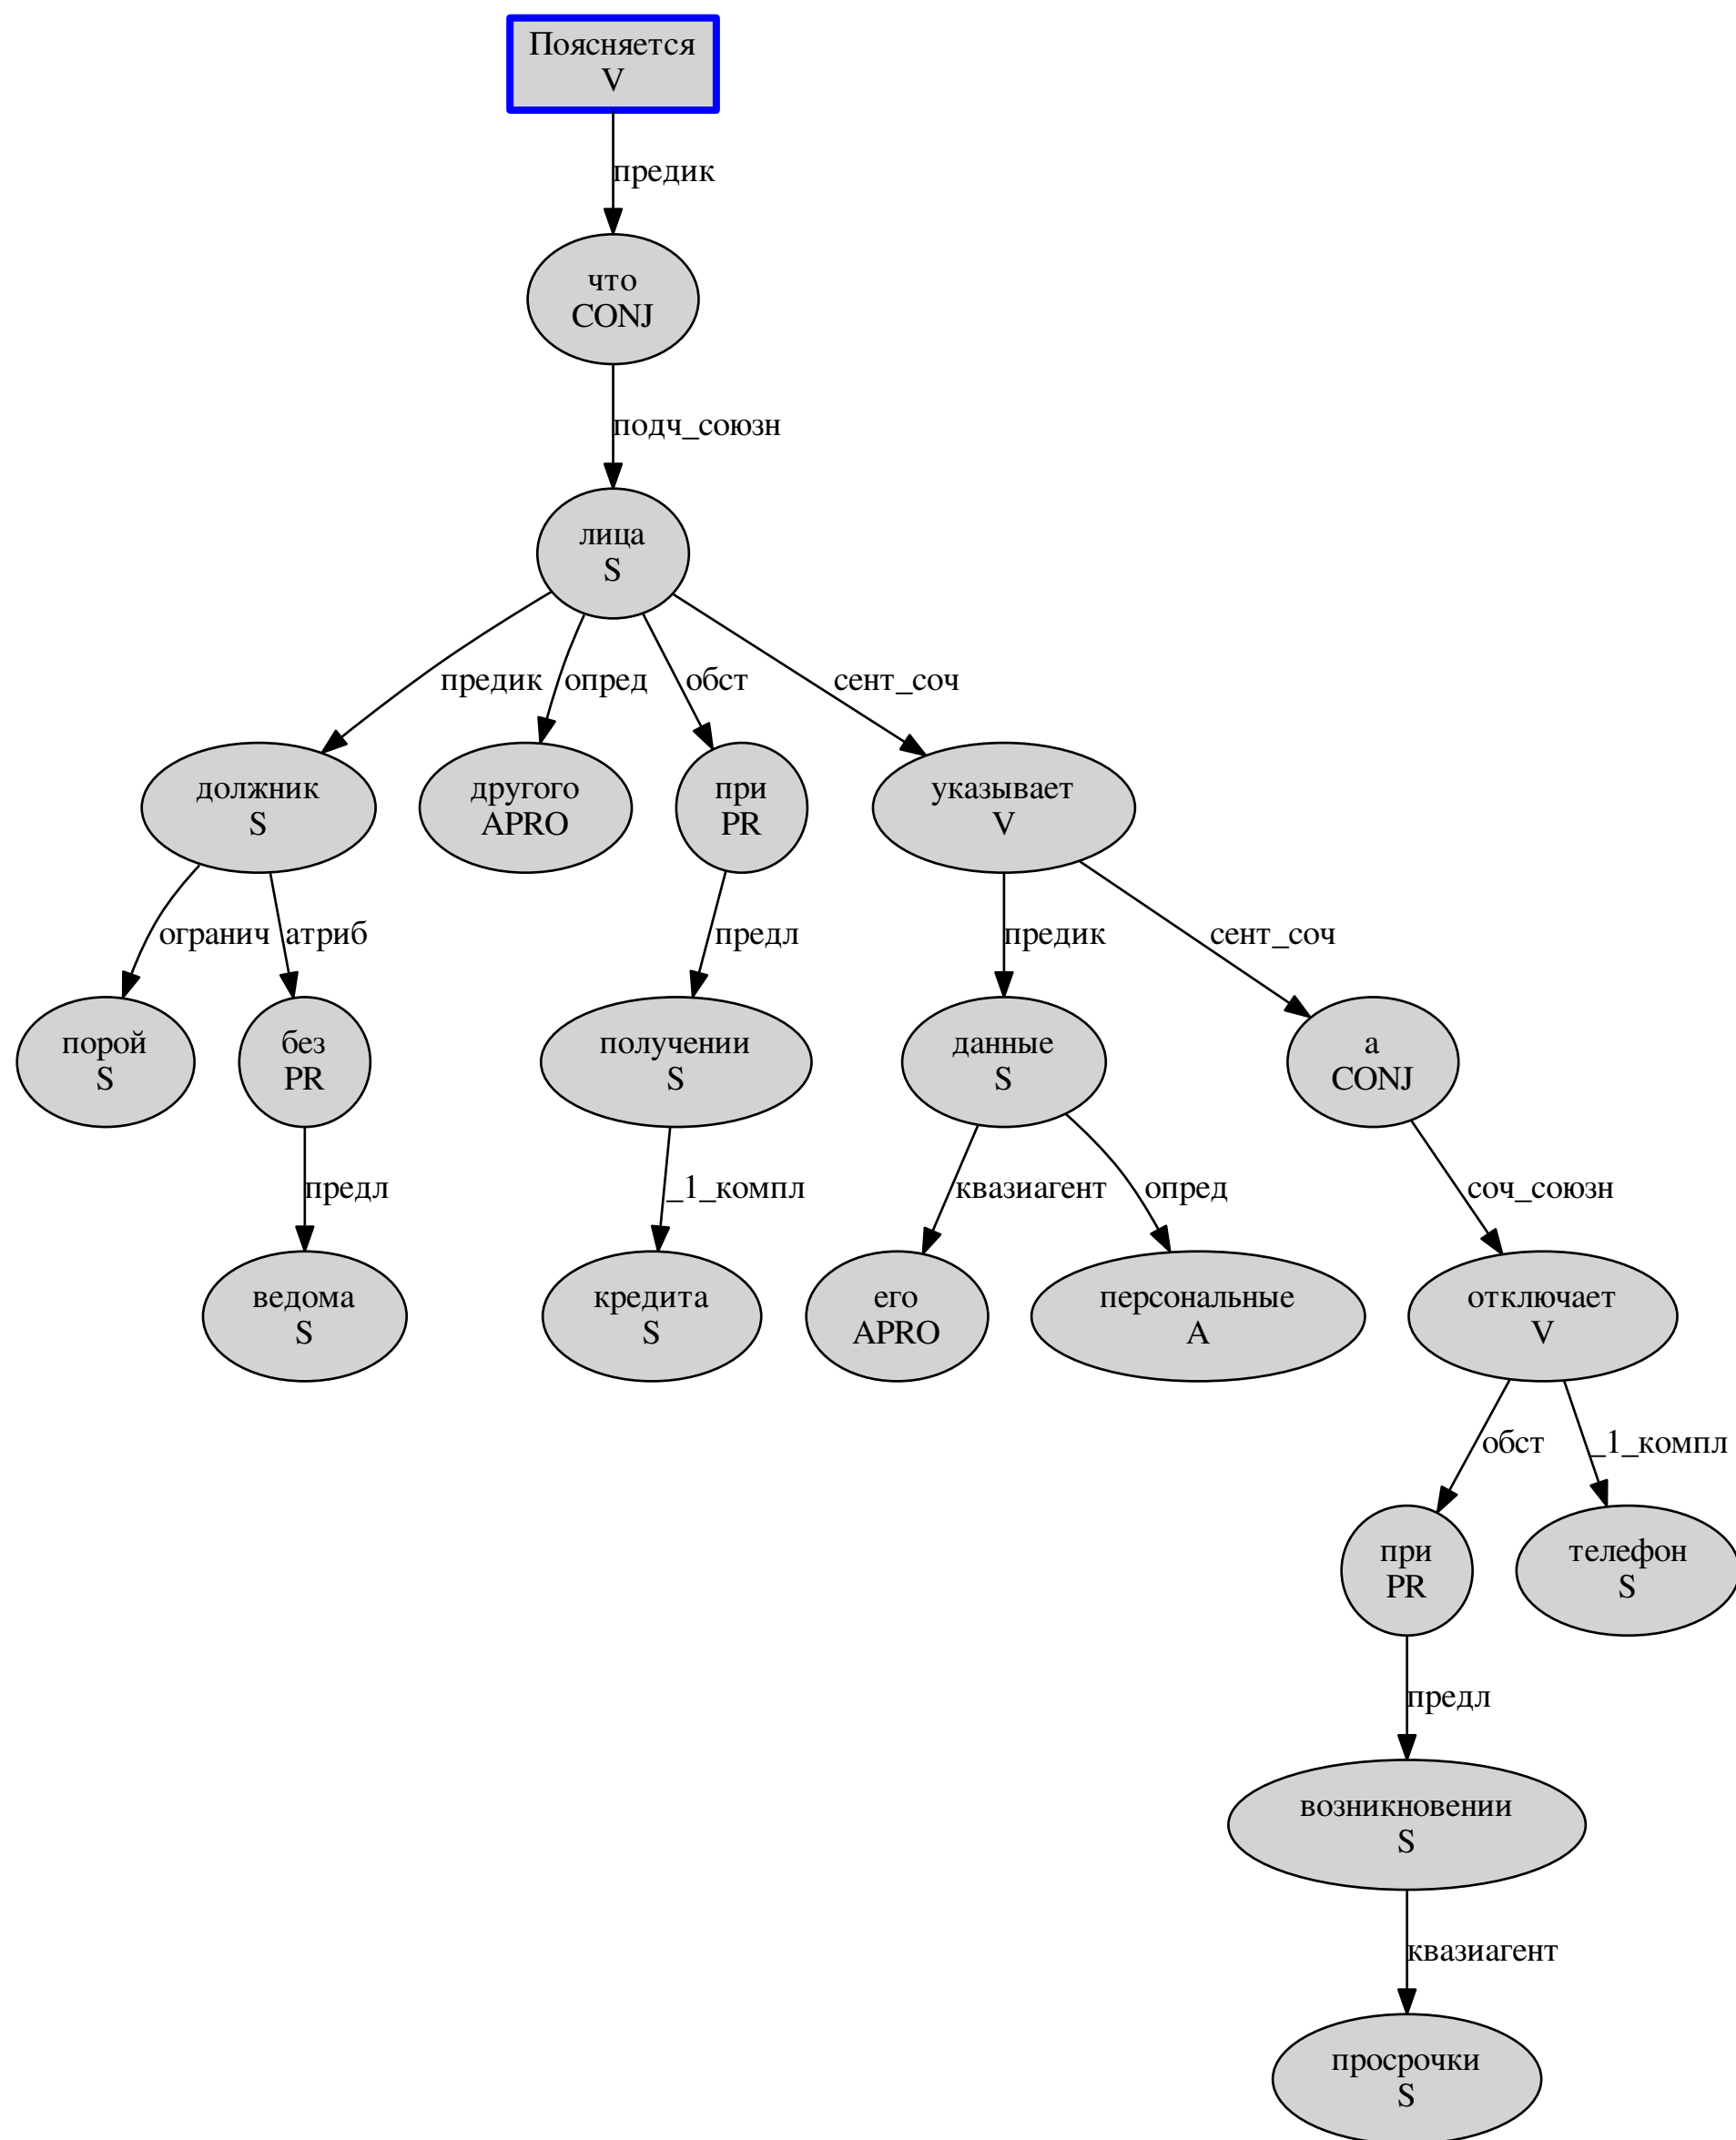 Поясняется
V
предик
что
CONJ
подч_союзн
лица
S
предик
опред
обст
сент_соч
должник
S
другого
APRO
при
PR
указывает
V
огранич
атриб
предл
предик
сент_соч
порой
S
без
PR
получении
S
данные
S
а
CONJ
предл
_1_компл
квазиагент
опред
соч_союзн
ведома
S
кредита
S
его
APRO
персональные
A
отключает
V
обст
_1_компл
при
PR
телефон
S
предл
возникновении
S
квазиагент
просрочки
S